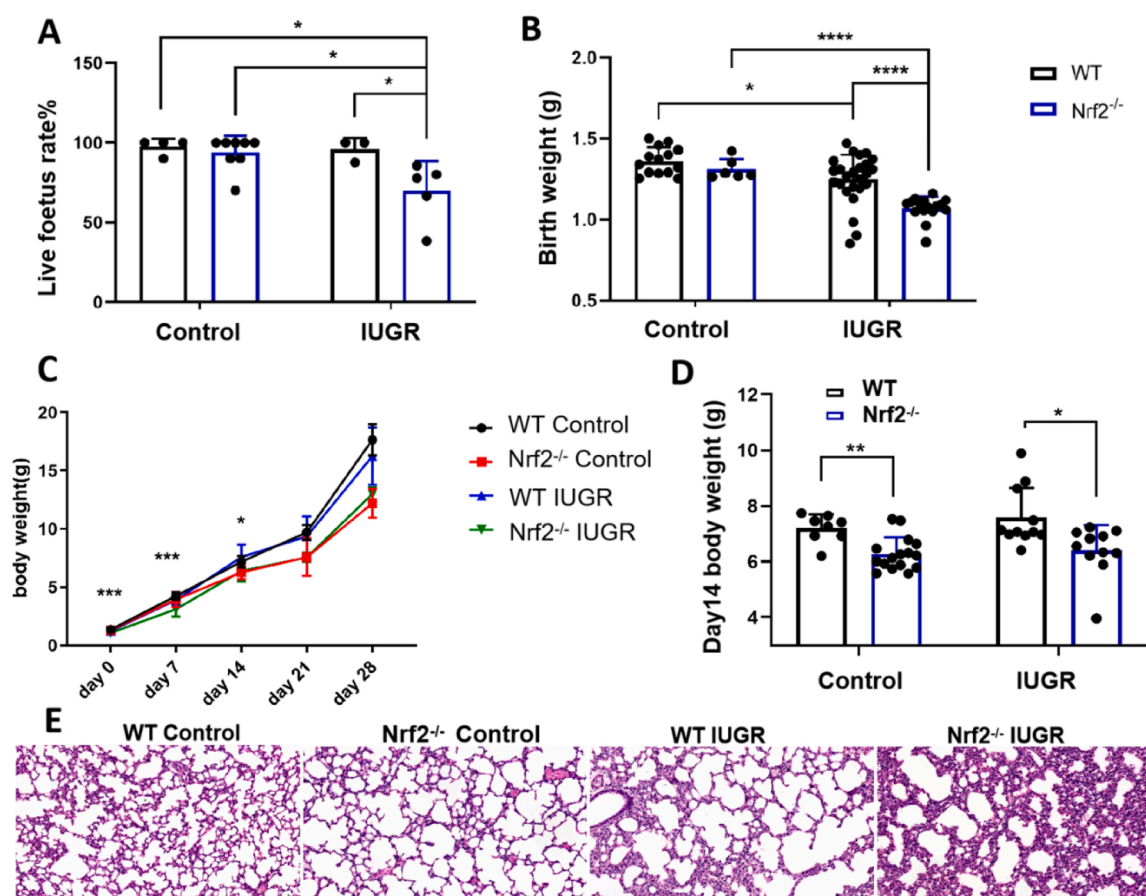 A
*
*
*
150
100
50
0
Live foetus rate%
Control
IUGR
B
****
****
*
2.0
1.5
1.0
0.5
Birth weight (g)
Control
IUGR
WT
Nrf2-/-
C
20
15
10
5
0
body weight(g)
***
***
*
day 0
day 7
day 14
day 21
day 28
WT Control
Nrf2-/- Control
WT IUGR
Nrf2-/- IUGR
D
WT
Nrf2-/-
12
10
8
6
4
Day14 body weight (g)
**
*
Control
IUGR
E
WT Control
Nrf2-/- Control
WT IUGR
Nrf2-/- IUGR